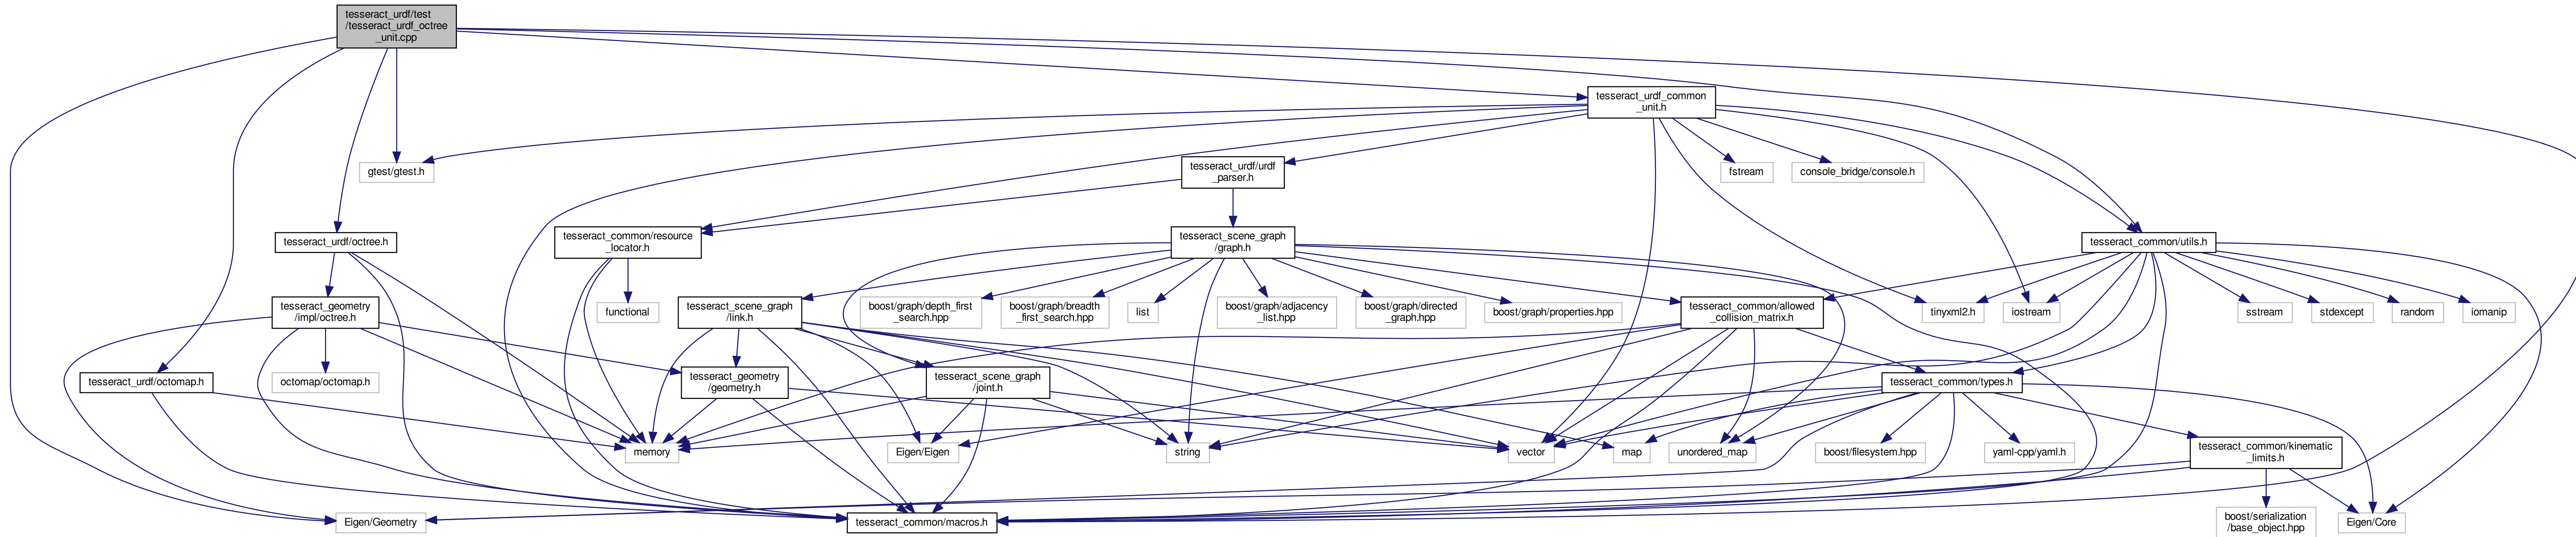 tesseract_urdf/test
/tesseract_urdf_octree
_unit.cpp
tesseract_urdf_common
_unit.h
gtest/gtest.h
tesseract_urdf/urdf
_parser.h
fstream
console_bridge/console.h
tesseract_urdf/octree.h
tesseract_common/resource
_locator.h
tesseract_scene_graph
/graph.h
tesseract_common/utils.h
tesseract_geometry
/impl/octree.h
functional
tesseract_scene_graph
/link.h
boost/graph/depth_first
_search.hpp
boost/graph/breadth
_first_search.hpp
list
boost/graph/adjacency
_list.hpp
boost/graph/directed
_graph.hpp
boost/graph/properties.hpp
tesseract_common/allowed
_collision_matrix.h
tinyxml2.h
iostream
sstream
stdexcept
random
iomanip
tesseract_urdf/octomap.h
octomap/octomap.h
tesseract_geometry
/geometry.h
tesseract_scene_graph
/joint.h
tesseract_common/types.h
memory
Eigen/Eigen
string
vector
map
unordered_map
boost/filesystem.hpp
yaml-cpp/yaml.h
tesseract_common/kinematic
_limits.h
Eigen/Geometry
tesseract_common/macros.h
boost/serialization
/base_object.hpp
Eigen/Core